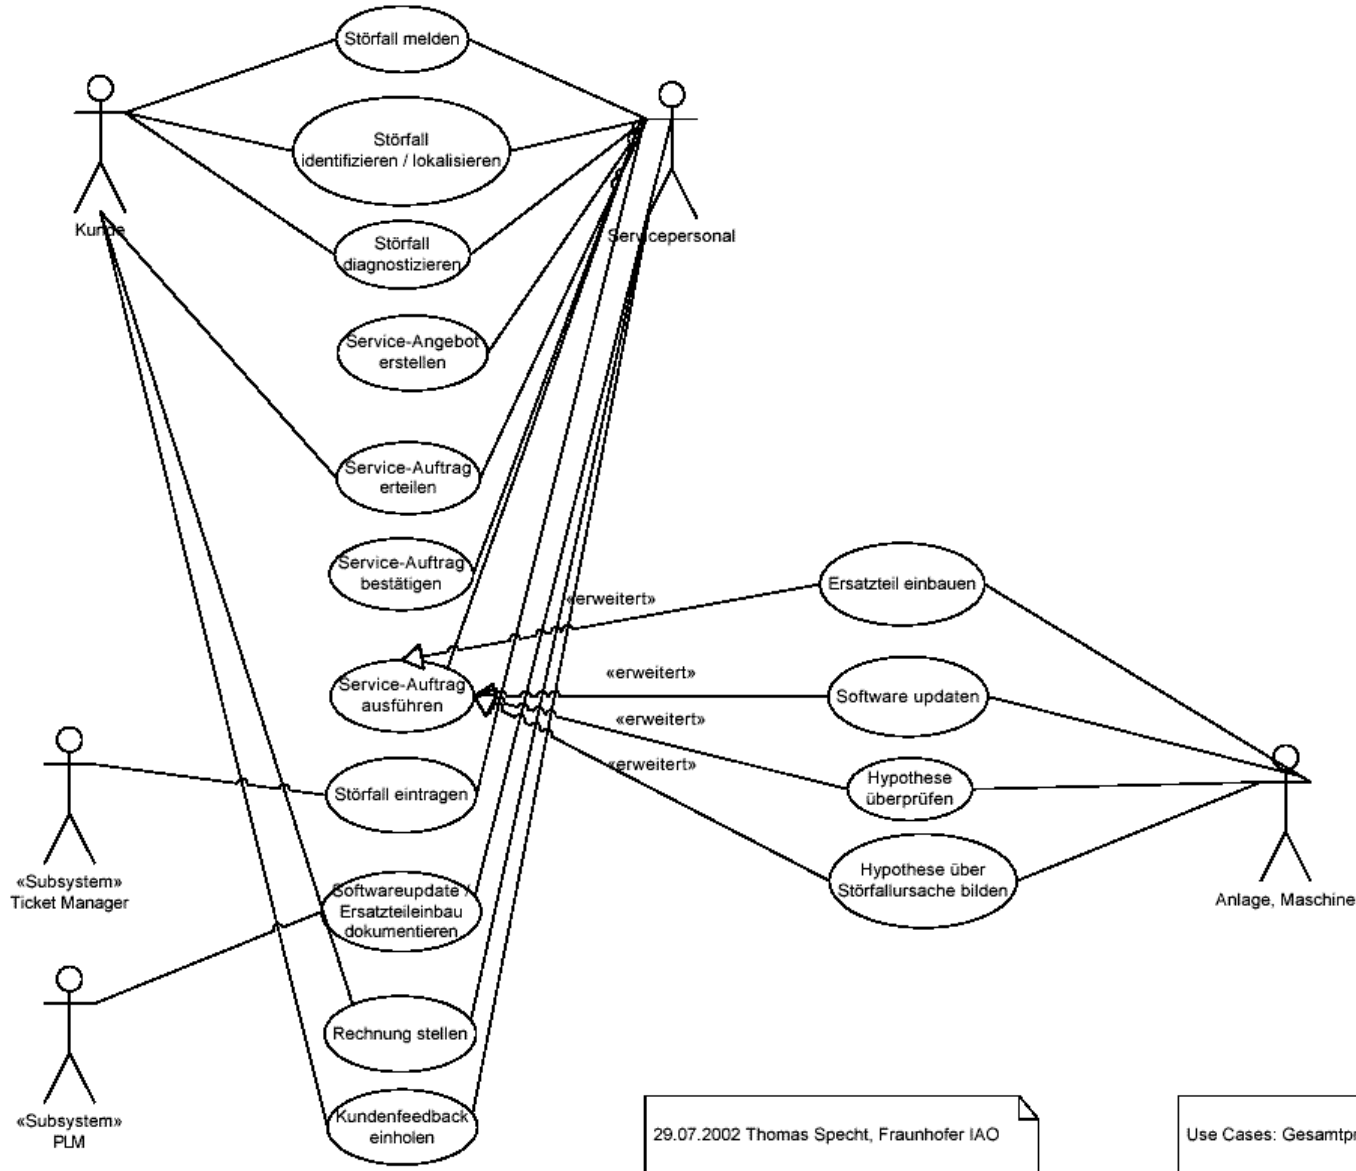 Störfall melden
Störfall
identifizieren / lokalisieren
Kunde
Servicepersonal
Störfall
diagnostizieren
Service-Angebot
erstellen
Service-Auftrag
erteilen
Service-Auftrag
bestätigen
Ersatzteil einbauen
«erweitert»
Service-Auftrag
ausführen
«erweitert»
Software updaten
«erweitert»
«erweitert»
Hypothese
überprüfen
Störfall eintragen
«Subsystem»
Ticket Manager
Softwareupdate /
Ersatzteileinbau
dokumentieren
Hypothese über
Störfallursache bilden
Anlage, Maschine
Rechnung stellen
«Subsystem»
PLM
Kundenfeedback
einholen
29.07.2002 Thomas Specht, Fraunhofer IAO
Use Cases: Gesamtpr